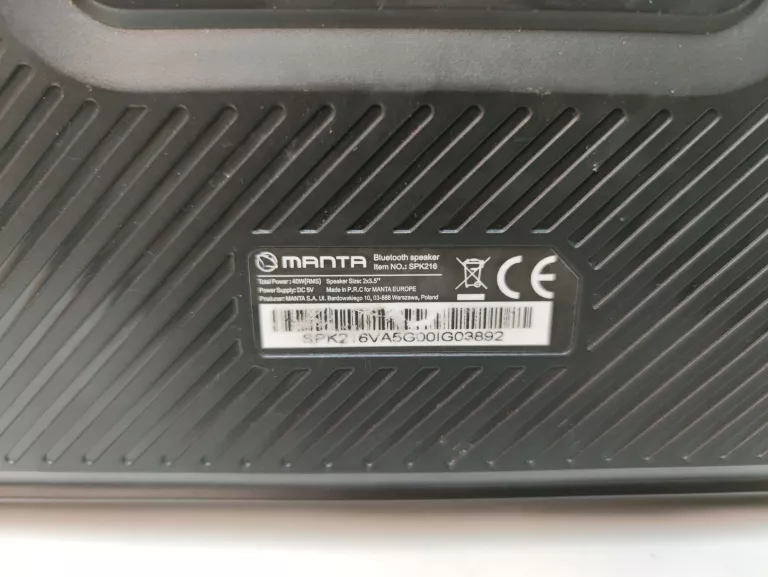 MANTA
Bluetooth speaker
Item NO.: SPK216
Total Power: 40W(RMS) Speaker Size: 2x3.5"
Power Supply: DC 5V Made in P.R.C for MANTA EUROPE
Producer: MANTA S.A. Ul. Bardowskiego 10, 03-888 Warszawa, Poland
CE
SPK216VA5G00IG03892